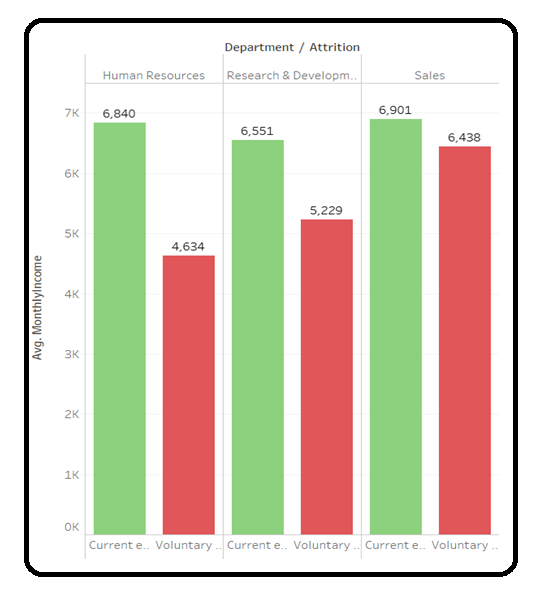 Department / Attrition
Human Resources Research & Developm.. Sales
7K
6K
5K
4K
3K
2K
1K
0K
Avg. MonthlyIncome
6,840
4,634
6,551
5,229
6,901
6,438
Current e.. Voluntary .. Current e.. Voluntary .. Current e.. Voluntary ..